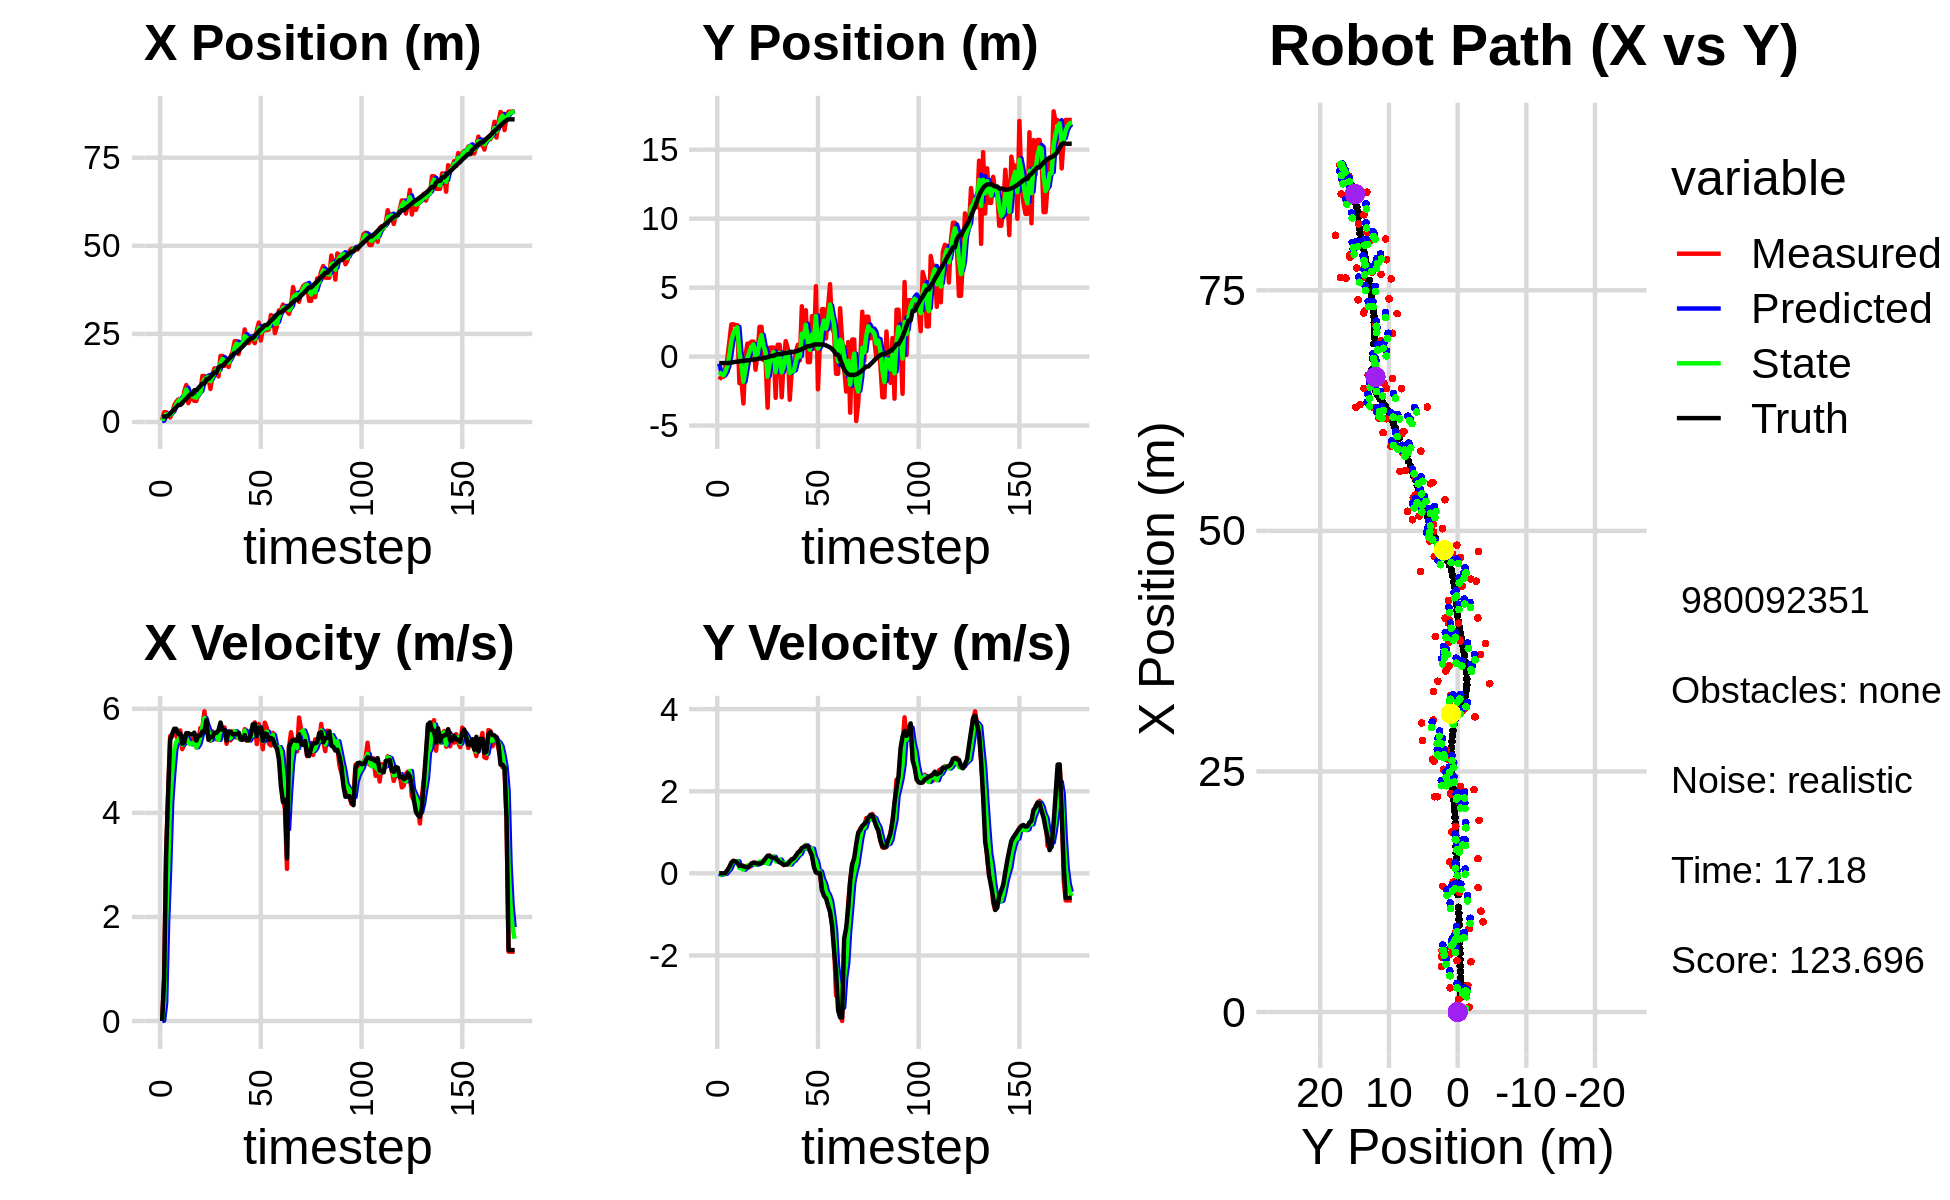 X Position (m)
75
50
25
0
0
50
100
150
timestep
Y Position (m)
15
10
5
0
-5
0
50
100
150
timestep
X Velocity (m/s)
6
4
2
0
0
50
100
150
timestep
Y Velocity (m/s)
4
2
0
-2
0
50
100
150
timestep
Robot Path (X vs Y)
X Position (m)
75
50
25
0
20 10 0 -10 -20
Y Position (m)
variable
Measured
Predicted
State
Truth
980092351
Obstacles: none
Noise: realistic
Time: 17.18
Score: 123.696